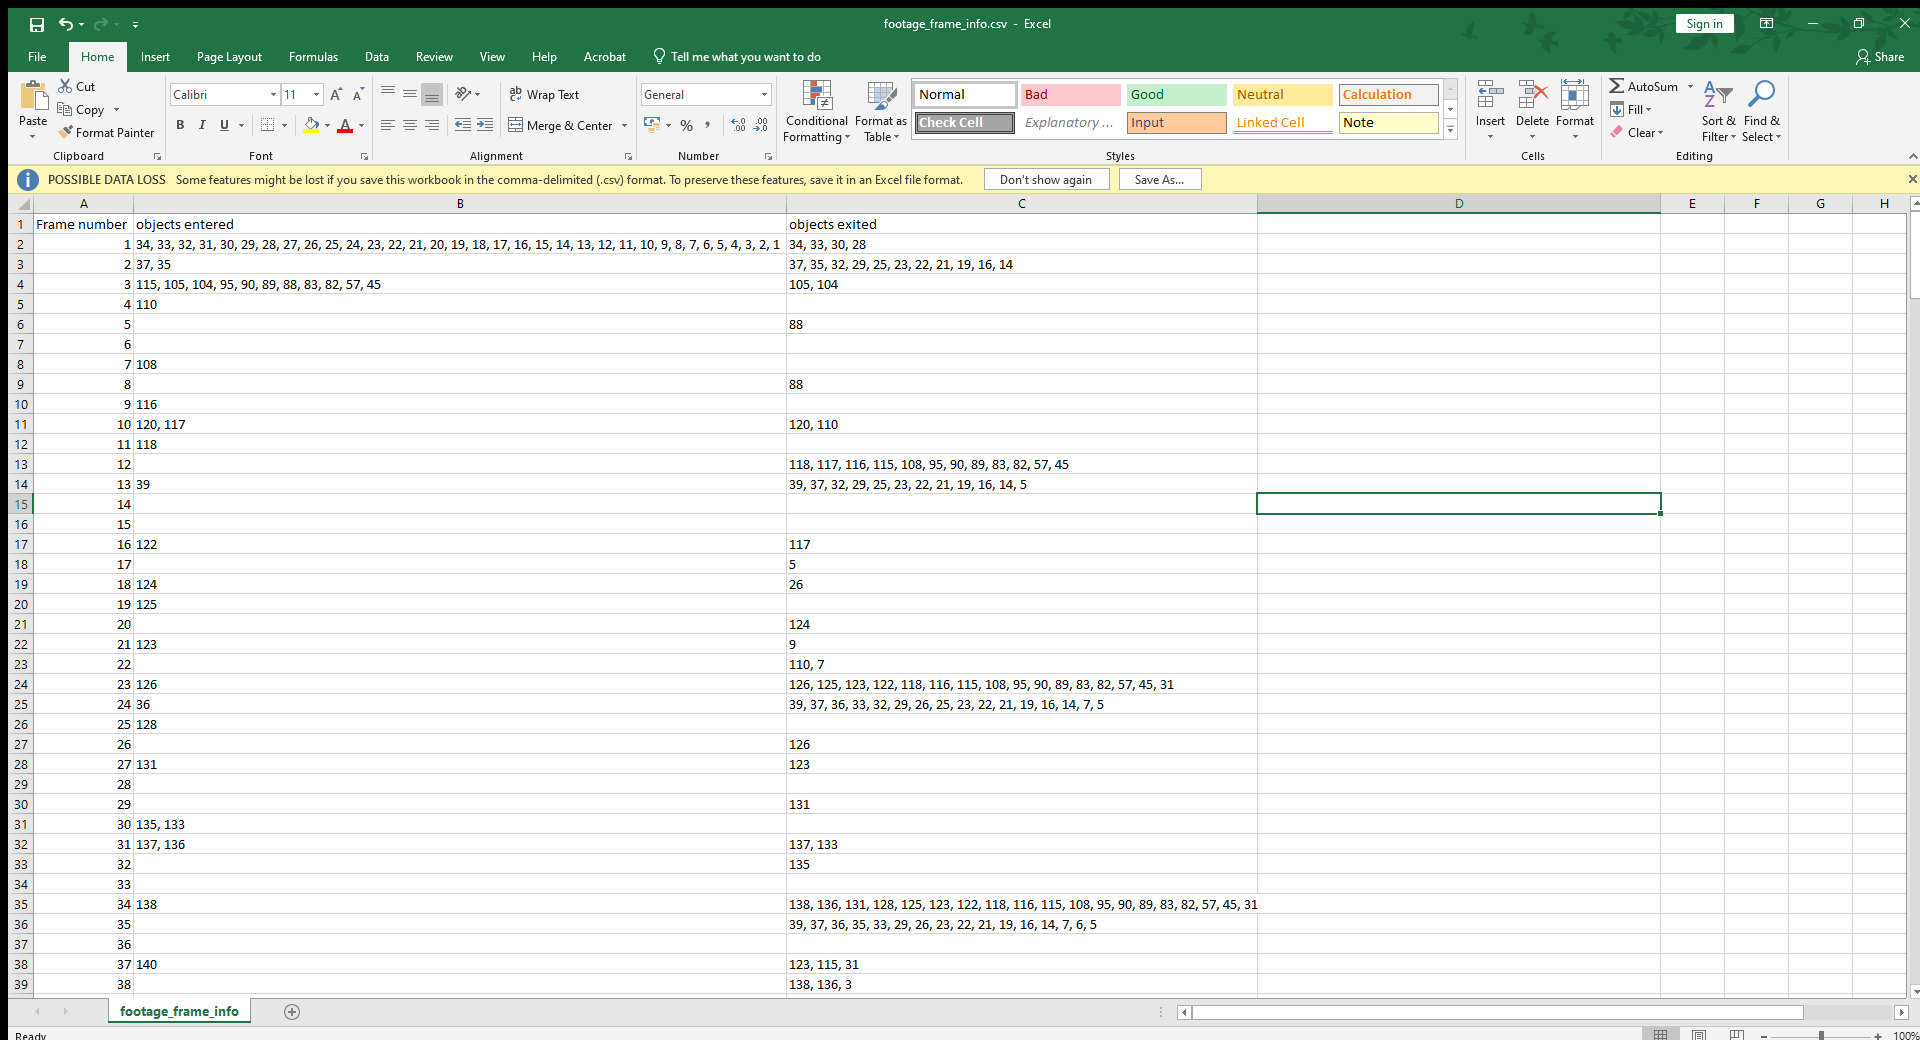 footage_frame_info.csv - Excel
Sign in
File Home Insert Page Layout Formulas Data Review View Help Acrobat Tell me what you want to do
Share
Paste
Cut
Copy
Format Painter
Clipboard
Calibri 11
B I U
Font
Wrap Text
Merge & Center
Alignment
General
Number
Conditional Formatting
Format as Table
Normal Bad Good Neutral Calculation
Check Cell Explanatory ... Input Linked Cell Note
Styles
Insert Delete Format
Cells
AutoSum
Fill
Clear
Sort & Filter
Find & Select
Editing
POSSIBLE DATA LOSS Some features might be lost if you save this workbook in the comma-delimited (.csv) format. To preserve these features, save it in an Excel file format. Don't show again Save As...
A B C D E F G H
1 Frame number objects entered objects exited
2 1 34, 33, 32, 31, 30, 29, 28, 27, 26, 25, 24, 23, 22, 21, 20, 19, 18, 17, 16, 15, 14, 13, 12, 11, 10, 9, 8, 7, 6, 5, 4, 3, 2, 1 34, 33, 30, 28
3 2 37, 35 37, 35, 32, 29, 25, 23, 22, 21, 19, 16, 14
4 3 115, 105, 104, 95, 90, 89, 88, 83, 82, 57, 45 105, 104
5 4 110
6 5 88
7 6
8 7 108
9 8 88
10 9 116
11 10 120, 117 120, 110
12 11 118
13 12 118, 117, 116, 115, 108, 95, 90, 89, 83, 82, 57, 45
14 13 39 39, 37, 32, 29, 25, 23, 22, 21, 19, 16, 14, 5
15 14
16 15
17 16 122 117
18 17 5
19 18 124 26
20 19 125
21 20 124
22 21 123 9
23 22 110, 7
24 23 126 126, 125, 123, 122, 118, 116, 115, 108, 95, 90, 89, 83, 82, 57, 45, 31
25 24 36 39, 37, 36, 33, 32, 29, 26, 25, 23, 22, 21, 19, 16, 14, 7, 5
26 25 128
27 26 126
28 27 131 123
29 28
30 29 131
31 30 135, 133
32 31 137, 136 137, 133
33 32 135
34 33
35 34 138 138, 136, 131, 128, 125, 123, 122, 118, 116, 115, 108, 95, 90, 89, 83, 82, 57, 45, 31
36 35 39, 37, 36, 35, 33, 29, 26, 23, 22, 21, 19, 16, 14, 7, 6, 5
37 36
38 37 140 123, 115, 31
39 38 138, 136, 3
footage_frame_info
Ready
100%